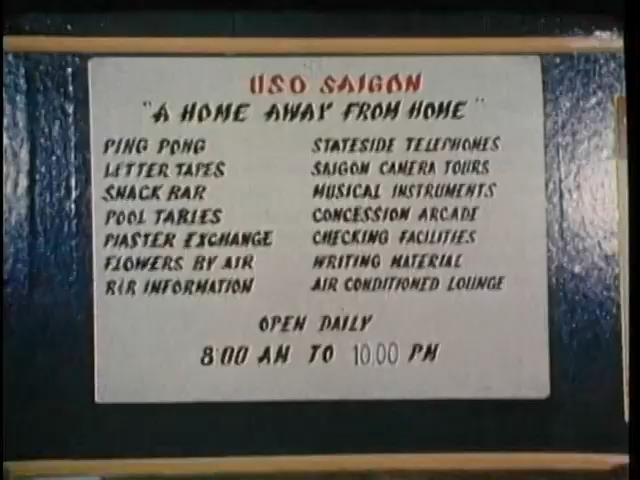 USO SAIGON
"A HOME AWAY FROM HOME"
PING PONG
LETTER TAPES
SNACK BAR
POOL TABLES
PIASTER EXCHANGE
FLOWERS BY AIR
R&R INFORMATION
STATESIDE TELEPHONES
SAIGON CAMERA TOURS
MUSICAL INSTRUMENTS
CONCESSION ARCADE
CHECKING FACILITIES
WRITING MATERIAL
AIR CONDITIONED LOUNGE
OPEN DAILY
8:00 AM TO 10:00 PM